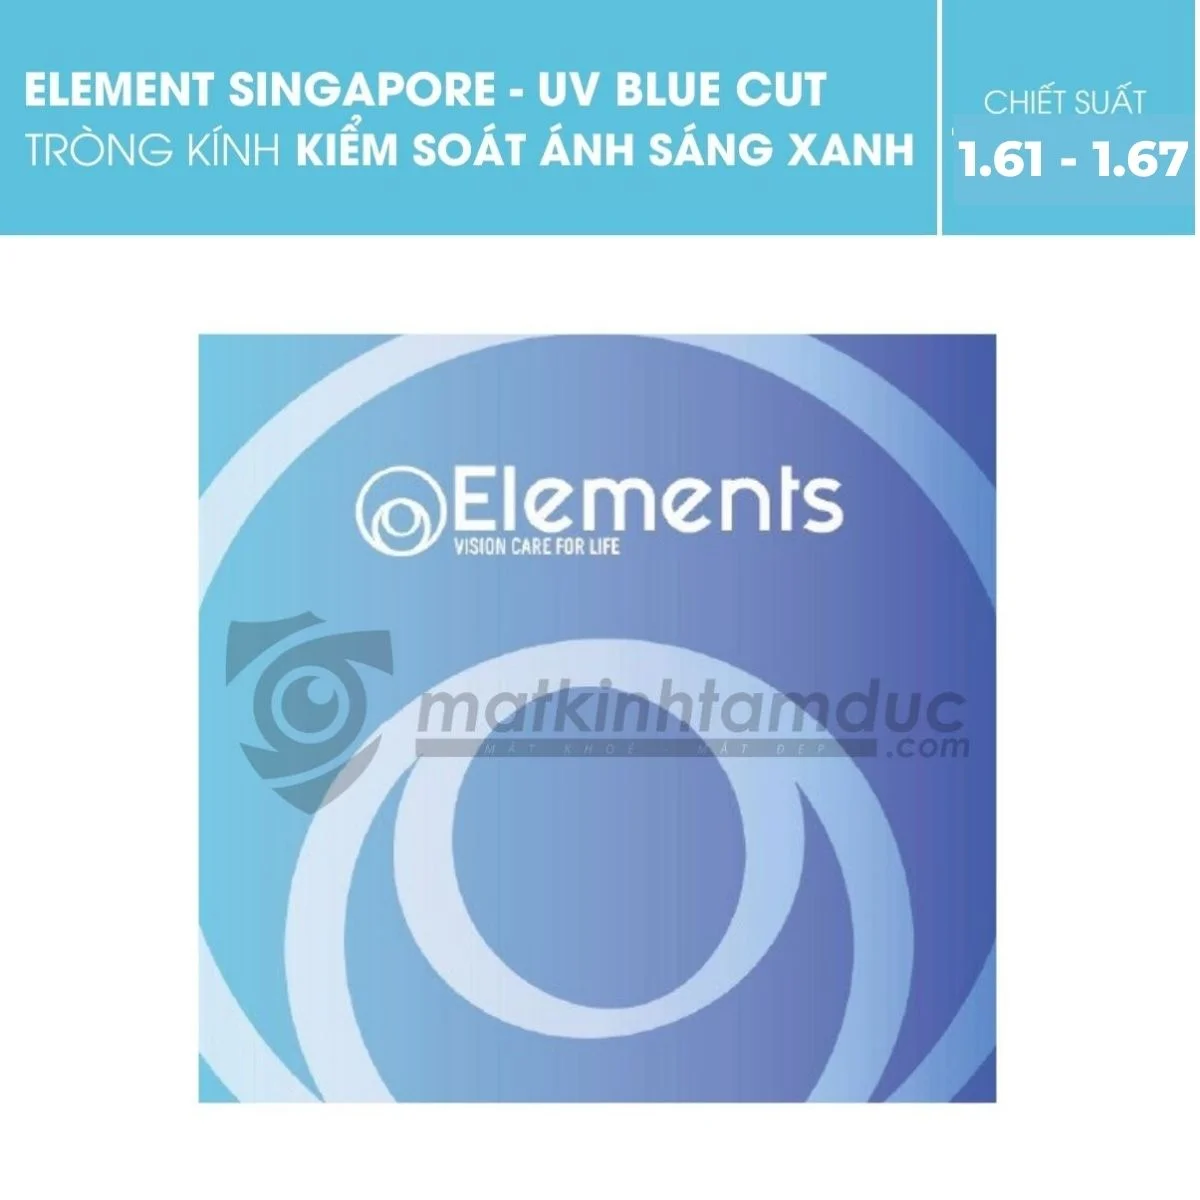 ELEMENT SINGAPORE - UV BLUE CUT
TRÒNG KÍNH KIỂM SOÁT ÁNH SÁNG XANH
CHIẾT SUẤT
1.61 - 1.67
Elements
VISION CARE FOR LIFE
matkinhtamduc
MẮT KHOẺ - MẮT ĐẸP
.com